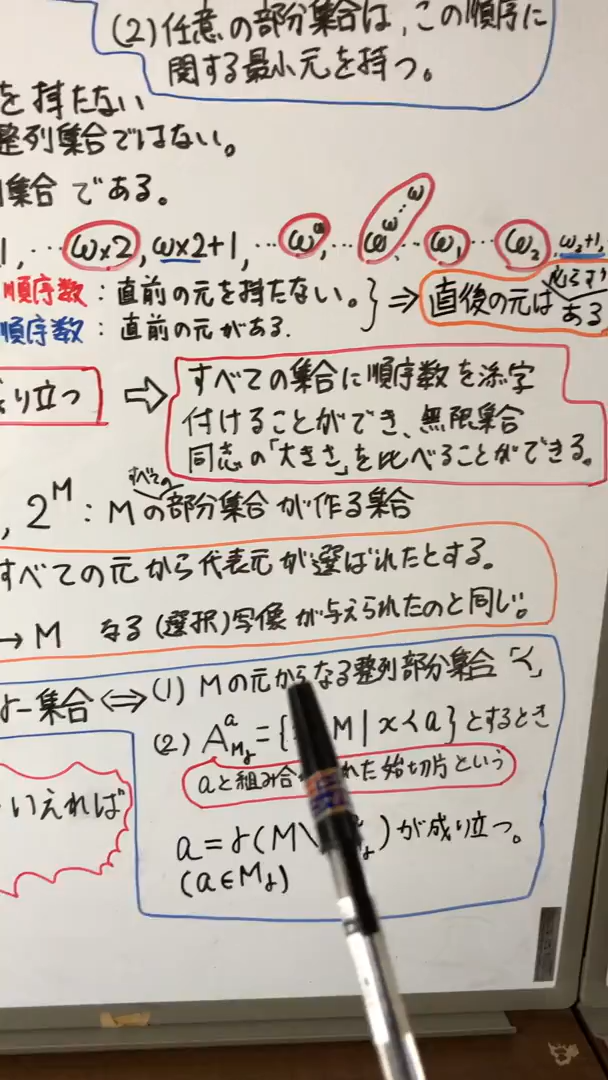 (2)任意の部分集合は、この順序に
関する最小元を持つ。
を持たない
整列集合ではない。
集合である。
1, … ω×2, ω×2+1, … … ω₁ … ω₂, ω₂+1,
順序数：直前の元を持たない。
順序数：直前の元がある.
⇒ 直後の元は必ずある
り立つ
⇨ すべての集合に順序数を添字
付けることができ、無限集合
同志の「大きさ」を比べることができる。
, 2^M : Mのすべての部分集合が作る集合
すべての元から代表元が選ばれたとする。
→ M なる(選択)写像が与えられたのと同じ。
γ-集合 ⇔ (1) Mの元からなる整列部分集合「<」
(2) A^a_{Mγ} = { M | x<a}とするとき
aと組み合 れた始切片という
いえれば
a = γ(M\ )が成り立つ。
(a∈Mγ)